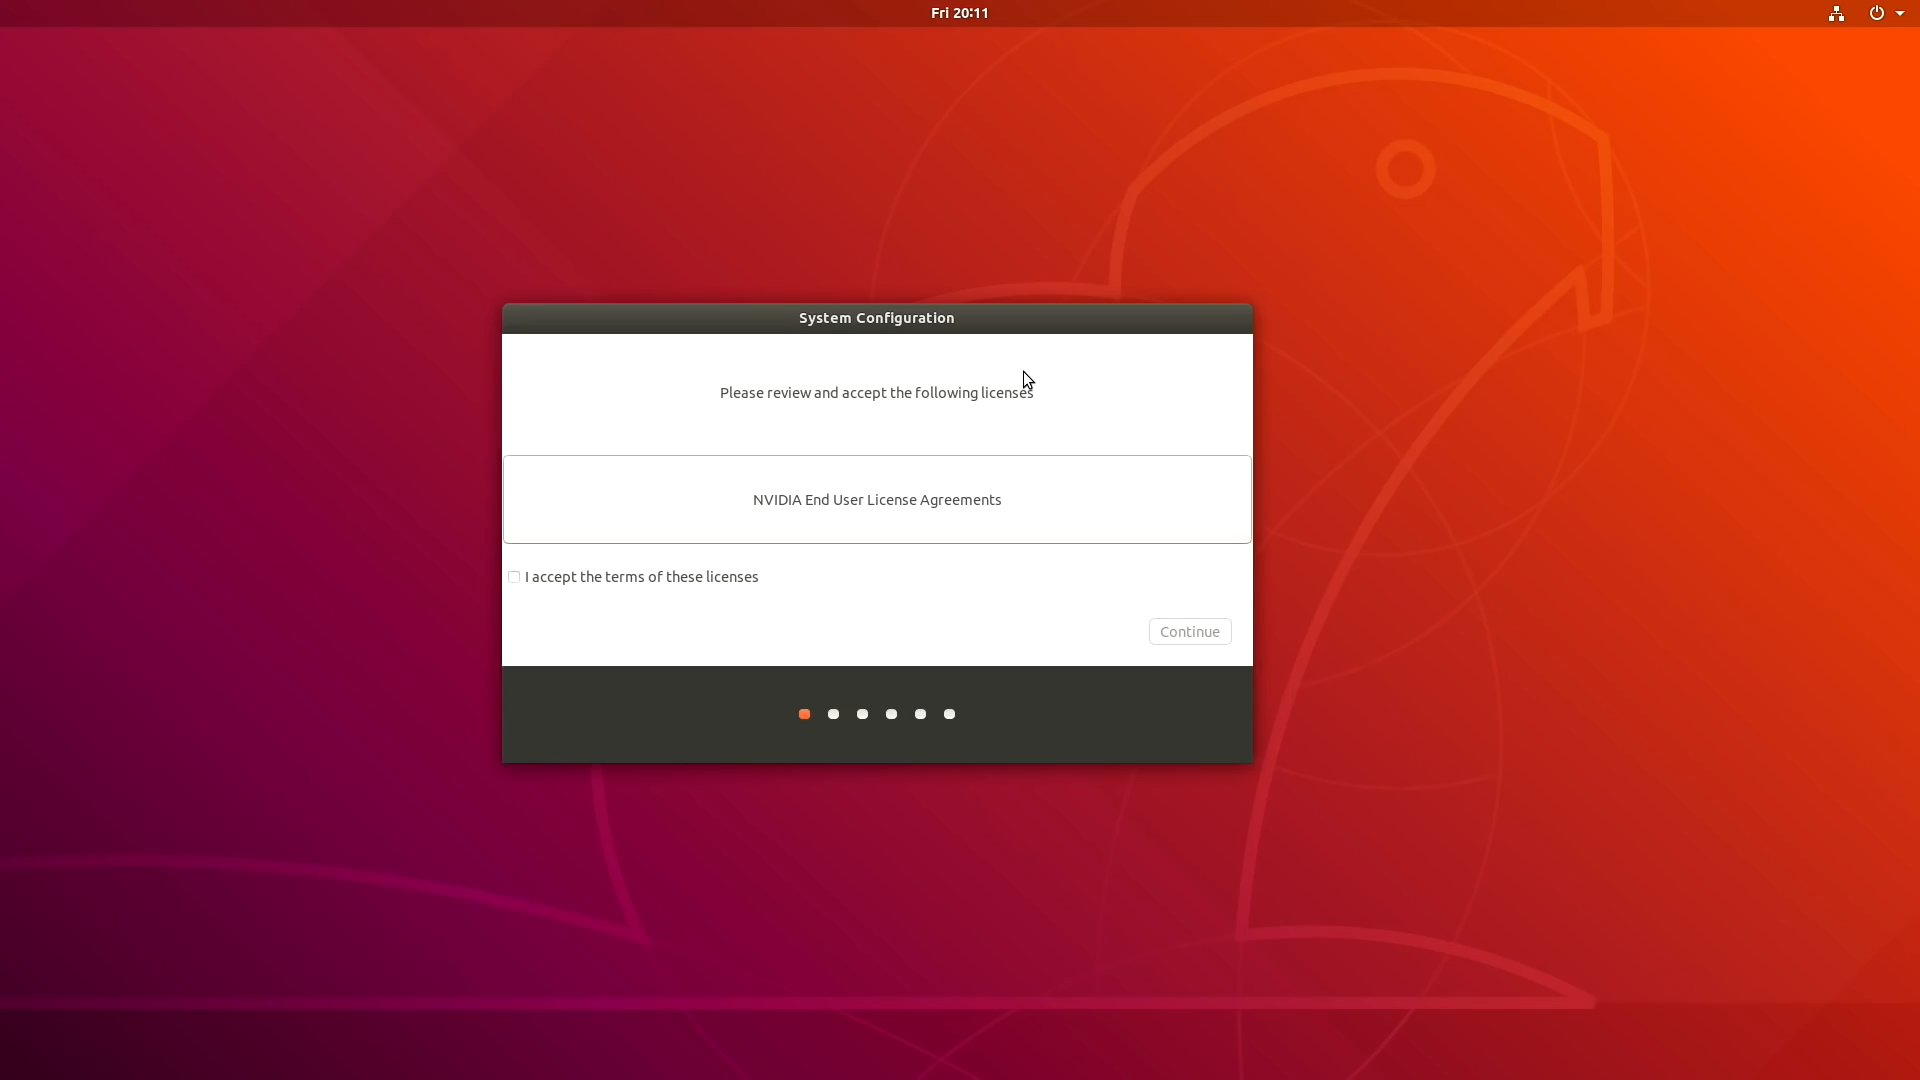 Fri 20:11
System Configuration
Please review and accept the following licenses
NVIDIA End User License Agreements
I accept the terms of these licenses
Continue